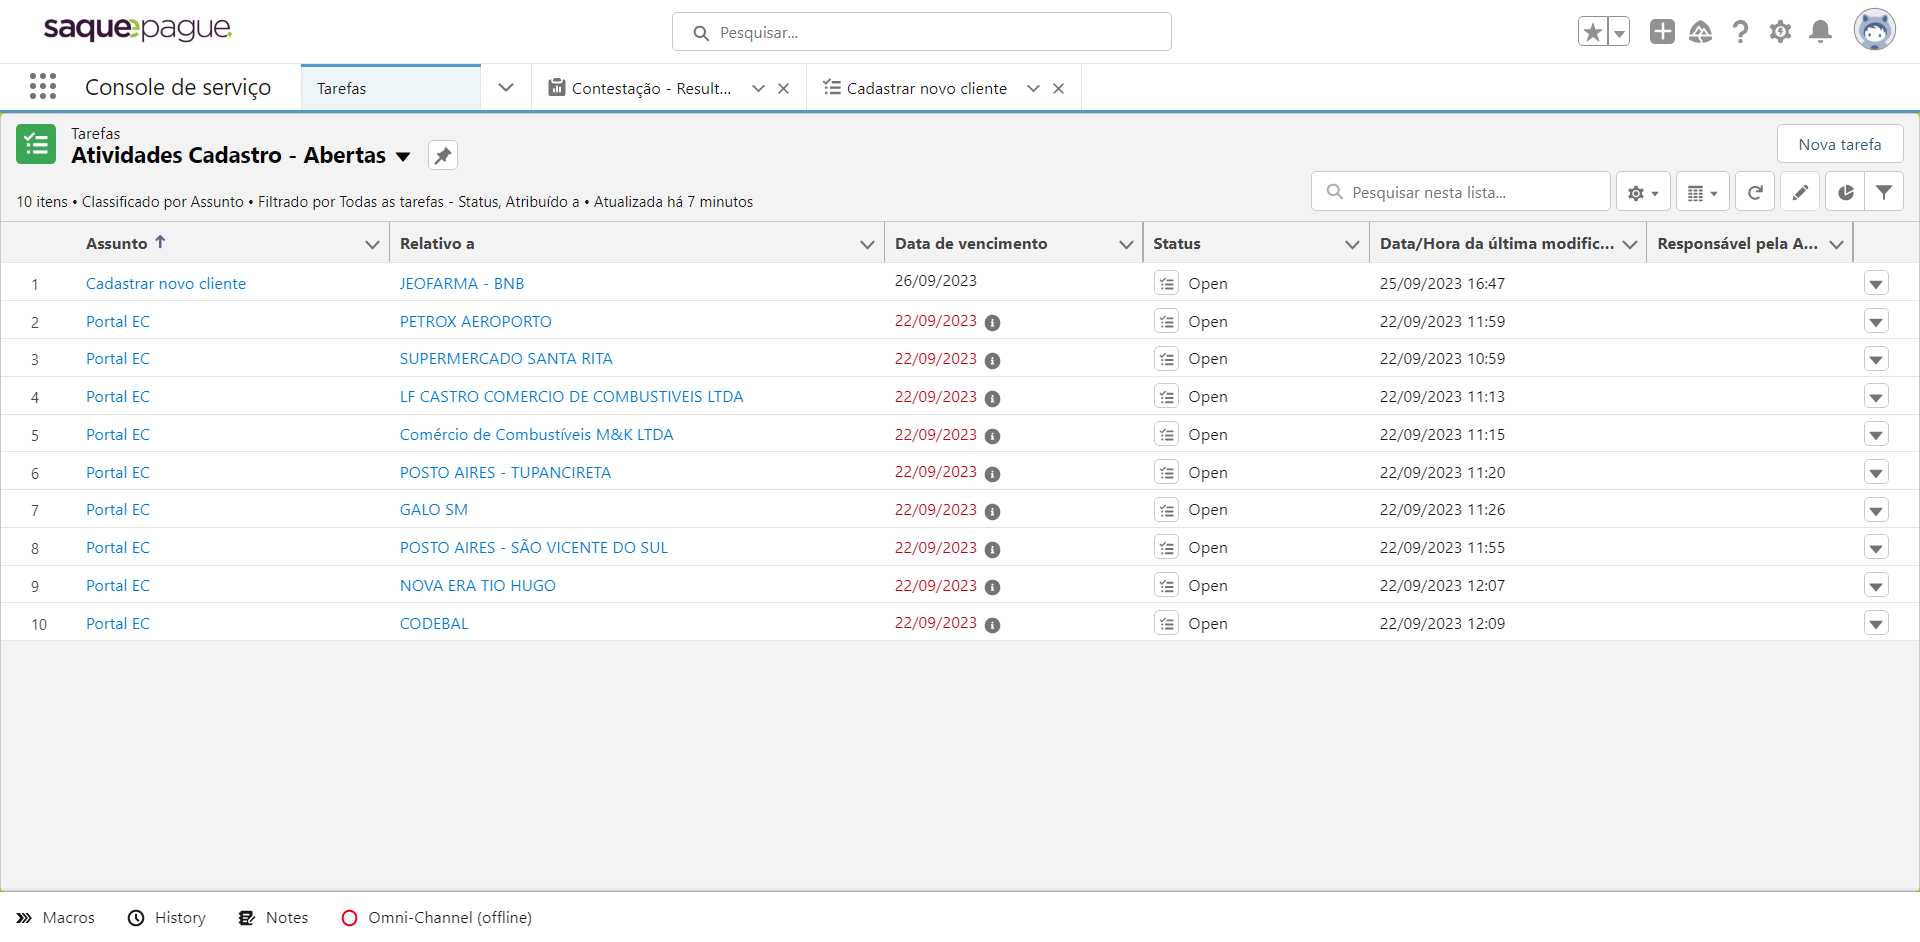 saquepague
Pesquisar...
Console de serviço
Tarefas
Contestação - Result...
Cadastrar novo cliente
Tarefas
Atividades Cadastro - Abertas
Nova tarefa
10 itens • Classificado por Assunto • Filtrado por Todas as tarefas - Status, Atribuído a • Atualizada há 7 minutos
Pesquisar nesta lista...
Assunto Relativo a Data de vencimento Status Data/Hora da última modific... Responsável pela A...
1 Cadastrar novo cliente JEOFARMA - BNB 26/09/2023 Open 25/09/2023 16:47
2 Portal EC PETROX AEROPORTO 22/09/2023 Open 22/09/2023 11:59
3 Portal EC SUPERMERCADO SANTA RITA 22/09/2023 Open 22/09/2023 10:59
4 Portal EC LF CASTRO COMERCIO DE COMBUSTIVEIS LTDA 22/09/2023 Open 22/09/2023 11:13
5 Portal EC Comércio de Combustíveis M&K LTDA 22/09/2023 Open 22/09/2023 11:15
6 Portal EC POSTO AIRES - TUPANCIRETA 22/09/2023 Open 22/09/2023 11:20
7 Portal EC GALO SM 22/09/2023 Open 22/09/2023 11:26
8 Portal EC POSTO AIRES - SÃO VICENTE DO SUL 22/09/2023 Open 22/09/2023 11:55
9 Portal EC NOVA ERA TIO HUGO 22/09/2023 Open 22/09/2023 12:07
10 Portal EC CODEBAL 22/09/2023 Open 22/09/2023 12:09
Macros History Notes Omni-Channel (offline)